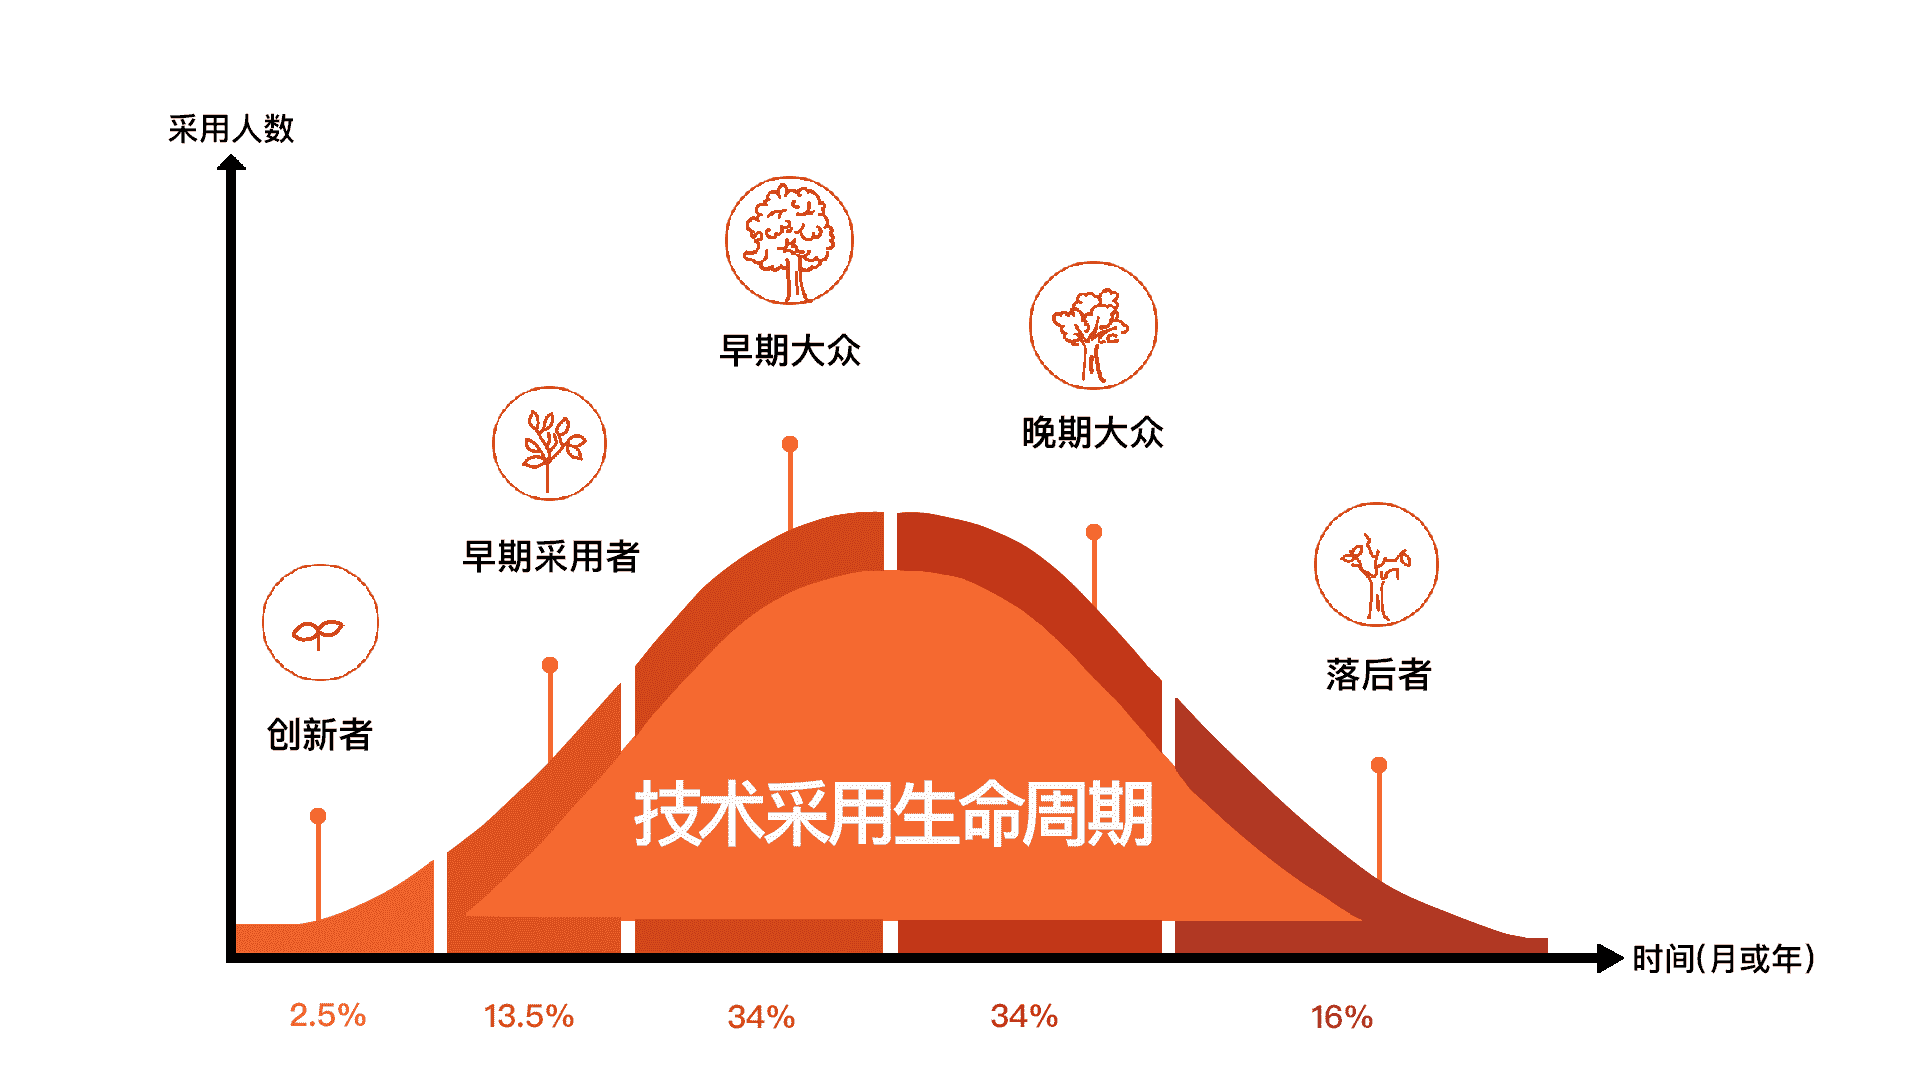 采用人数
早期大众
晚期大众
早期采用者
落后者
创新者
技术采用生命周期
时间(月或年)
2.5%
13.5%
34%
34%
16%